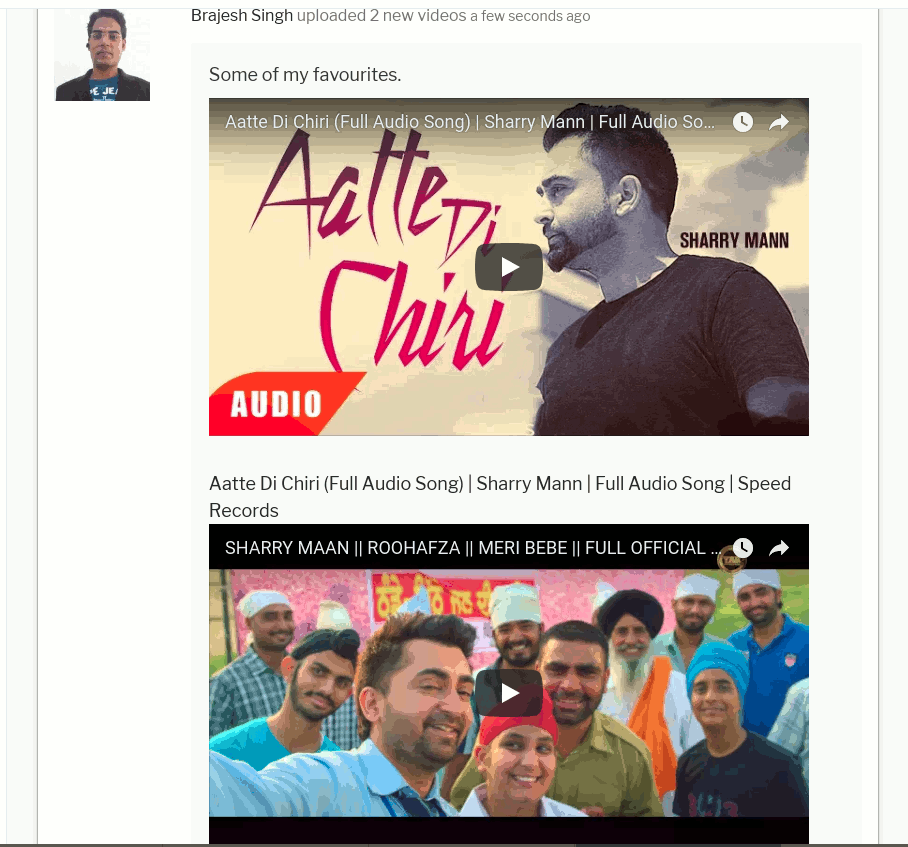 Brajesh Singh uploaded 2 new videos a few seconds ago
Some of my favourites.
Aatte Di Chiri (Full Audio Song) | Sharry Mann | Full Audio So...
Aatte
Di
Chiri
SHARRY MANN
AUDIO
Aatte Di Chiri (Full Audio Song) | Sharry Mann | Full Audio Song | Speed
Records
SHARRY MAAN || ROOHAFZA || MERI BEBE || FULL OFFICIAL ...
ਠੰਡੇ ਮਿੱਠੇ ਜਲ ਦੀ